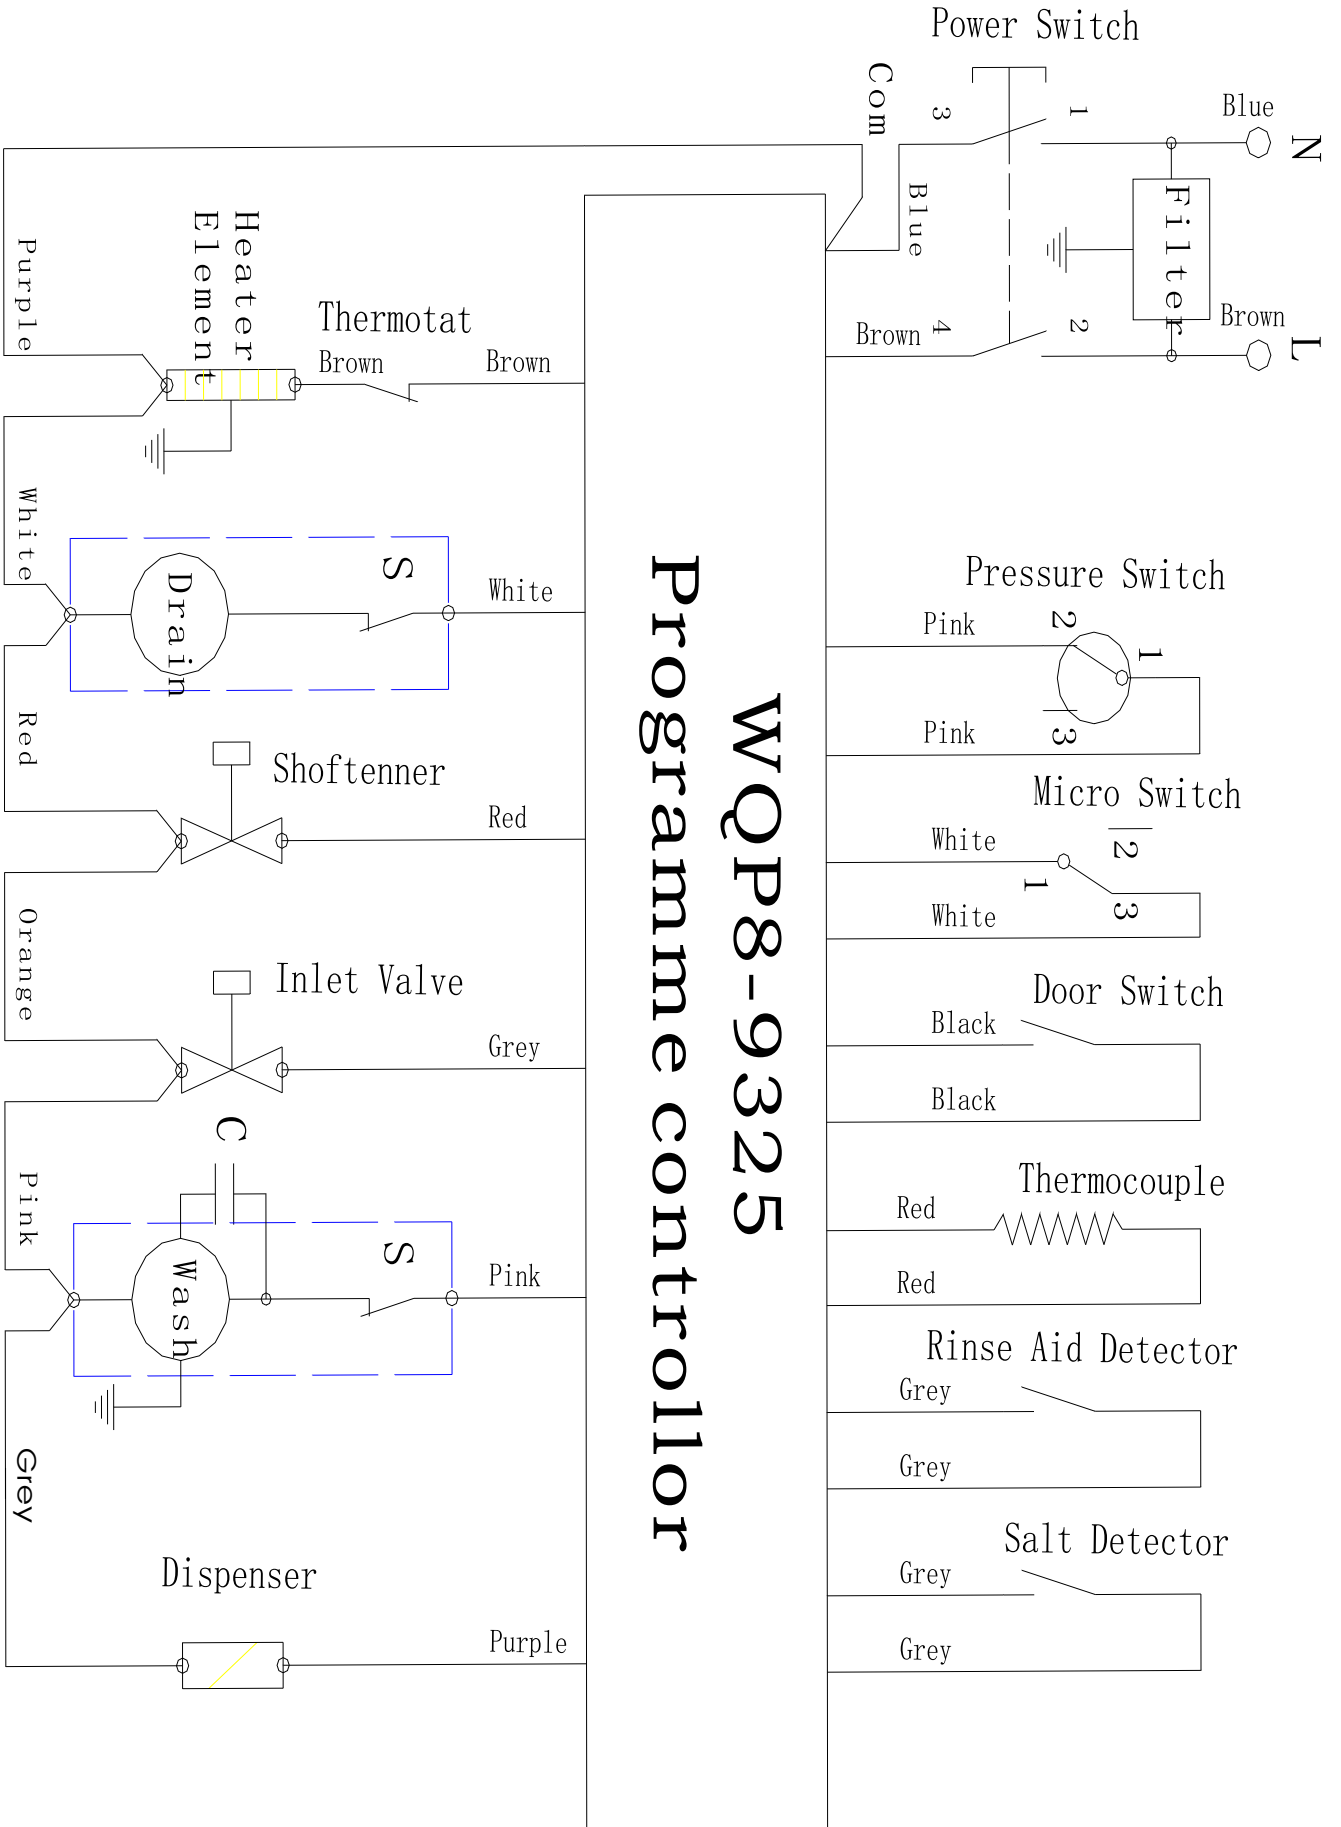 Power Switch
Com
3
1
Blue
N
Blue
Filter
Brown
4
2
Brown
L
Purple
Heater
Element
Thermotat
Brown
Brown
White
Drain
S
White
Red
Shoftenner
Red
Orange
Inlet Valve
Grey
Pink
C
Wash
S
Pink
Grey
Dispenser
Purple
WQP8-9325
Programme controllor
Pressure Switch
Pink
2
1
Pink
3
Micro Switch
White
2
1
White
3
Door Switch
Black
Black
Thermocouple
Red
Red
Rinse Aid Detector
Grey
Grey
Salt Detector
Grey
Grey